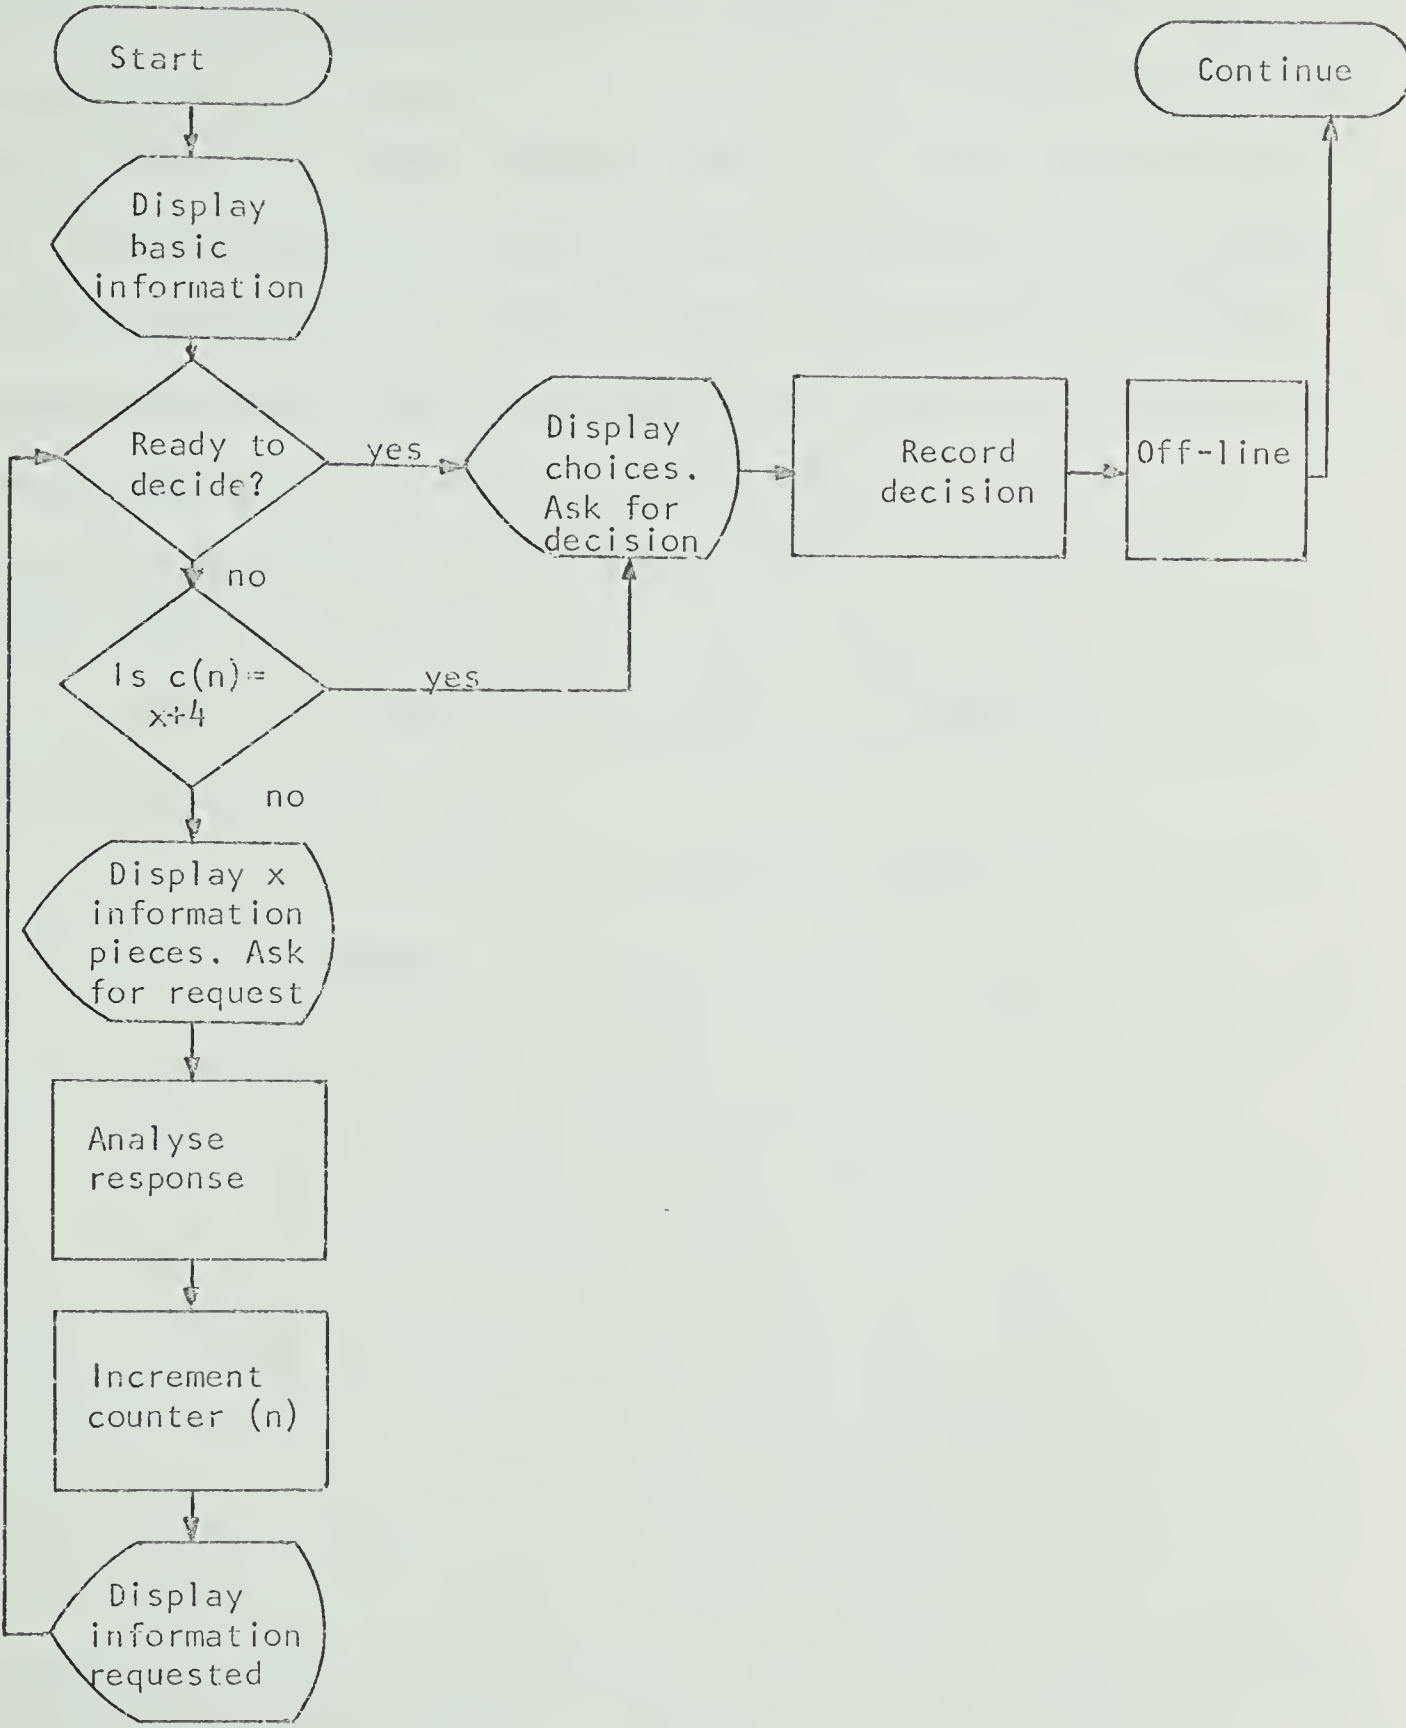 Start
Display
basic
information
Ready to
decide?
yes
no
Is c(n)=
x+4
yes
no
Display x
information
pieces. Ask
for request
Analyse
response
Increment
counter (n)
Display
information
requested
Display
choices.
Ask for
decision
Record
decision
Off-line
Continue